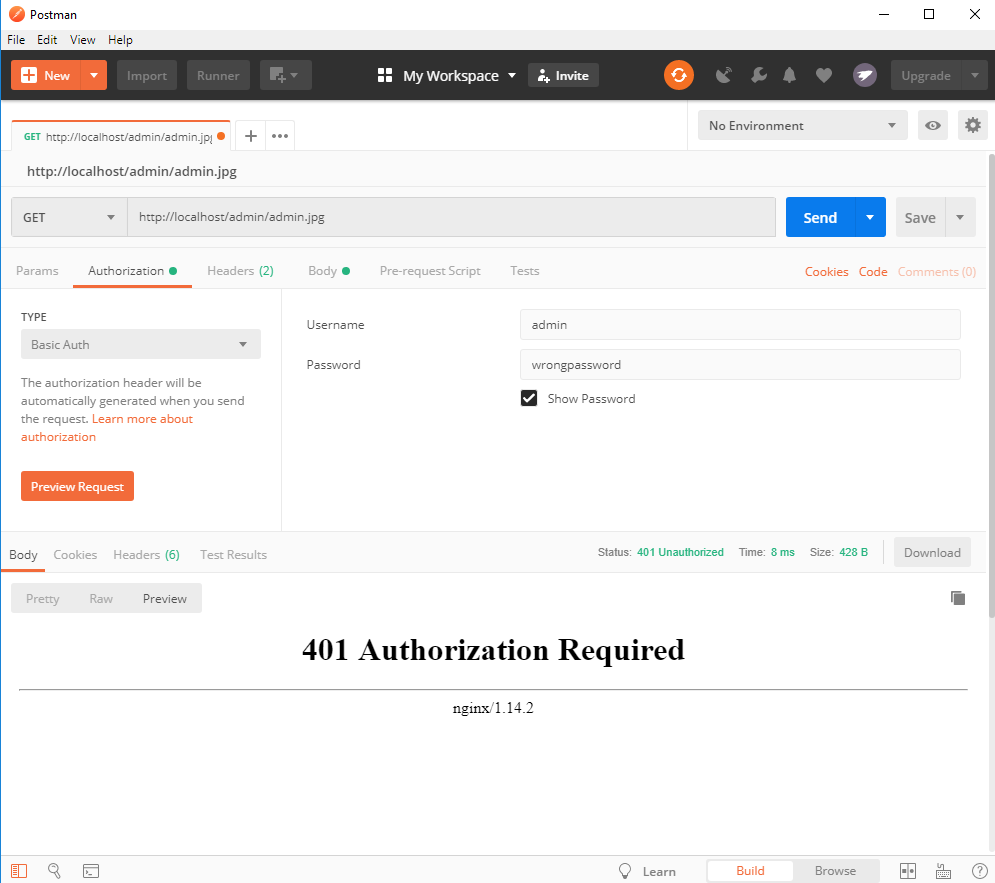 Postman
File Edit View Help
New Import Runner My Workspace Invite Upgrade
GET http://localhost/admin/admin.jpg No Environment
http://localhost/admin/admin.jpg
GET http://localhost/admin/admin.jpg Send Save
Params Authorization Headers (2) Body Pre-request Script Tests Cookies Code Comments (0)
TYPE
Basic Auth
The authorization header will be
automatically generated when you send
the request. Learn more about
authorization
Preview Request
Username admin
Password wrongpassword
Show Password
Body Cookies Headers (6) Test Results Status: 401 Unauthorized Time: 8 ms Size: 428 B Download
Pretty Raw Preview
401 Authorization Required
nginx/1.14.2
Learn Build Browse